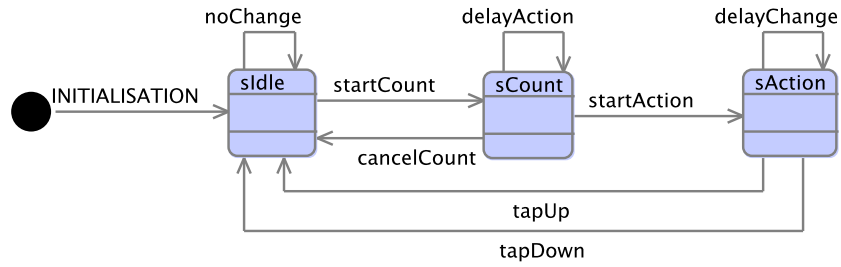 noChange
delayAction
delayChange
sIdle
sCount
sAction
INITIALISATION
startCount
startAction
cancelCount
tapUp
tapDown